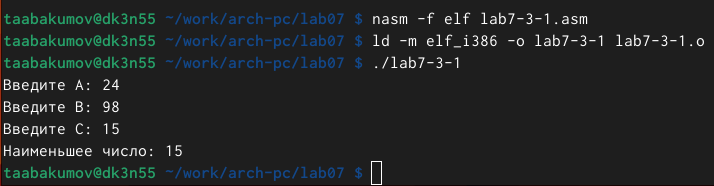 taabakumov@dk3n55 ~/work/arch-pc/lab07 $ nasm -f elf lab7-3-1.asm
taabakumov@dk3n55 ~/work/arch-pc/lab07 $ ld -m elf_i386 -o lab7-3-1 lab7-3-1.o
taabakumov@dk3n55 ~/work/arch-pc/lab07 $ ./lab7-3-1
Введите A: 24
Введите B: 98
Введите C: 15
Наименьшее число: 15
taabakumov@dk3n55 ~/work/arch-pc/lab07 $